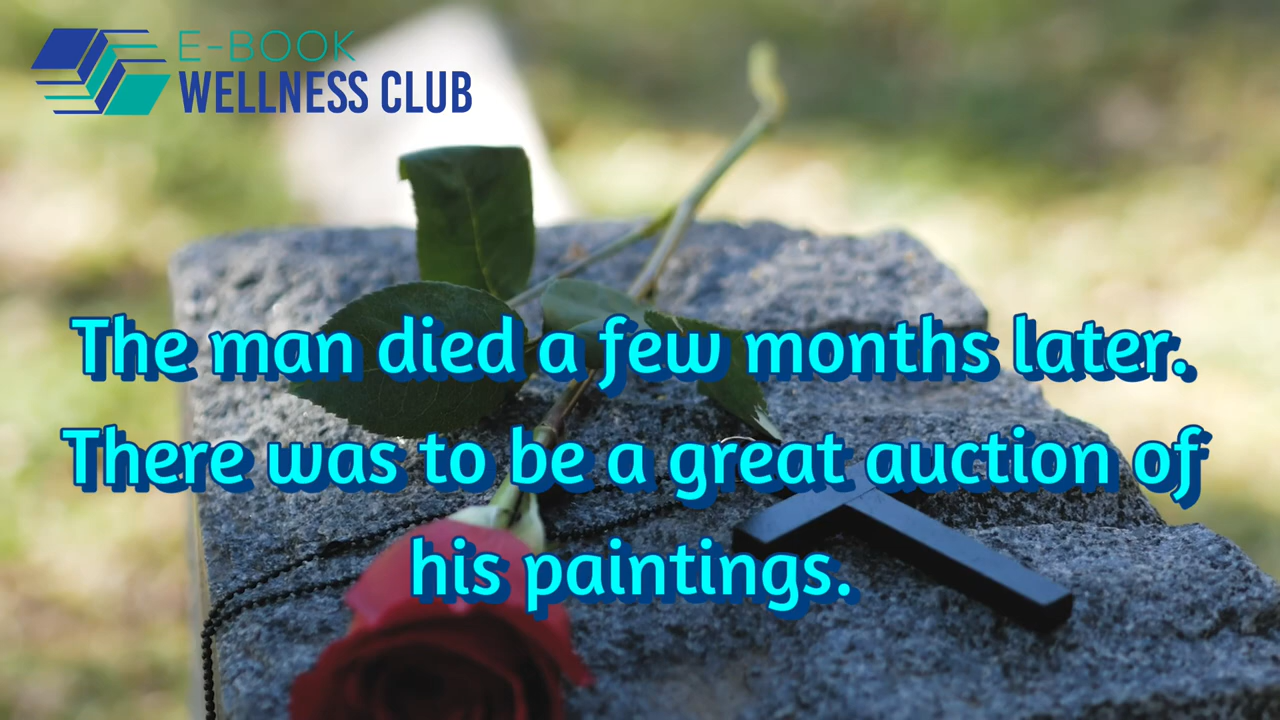 E-BOOK
WELLNESS CLUB
The man died a few months later.
There was to be a great auction of
his paintings.